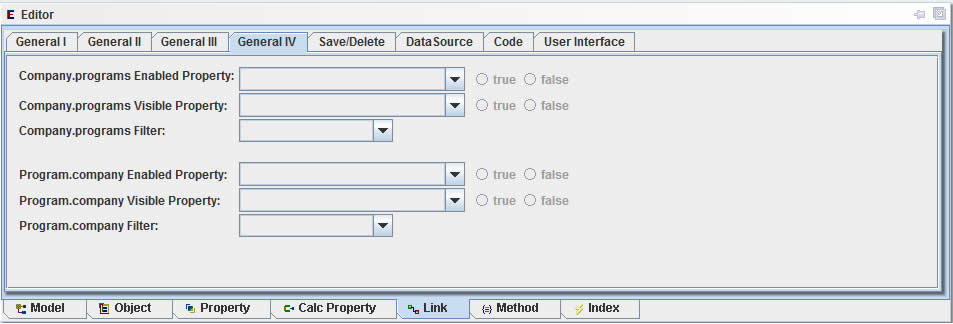 E Editor
General I General II General III General IV Save/Delete DataSource Code User Interface
Company.programs Enabled Property: true false
Company.programs Visible Property: true false
Company.programs Filter:
Program.company Enabled Property: true false
Program.company Visible Property: true false
Program.company Filter:
Model Object Property Calc Property Link Method Index